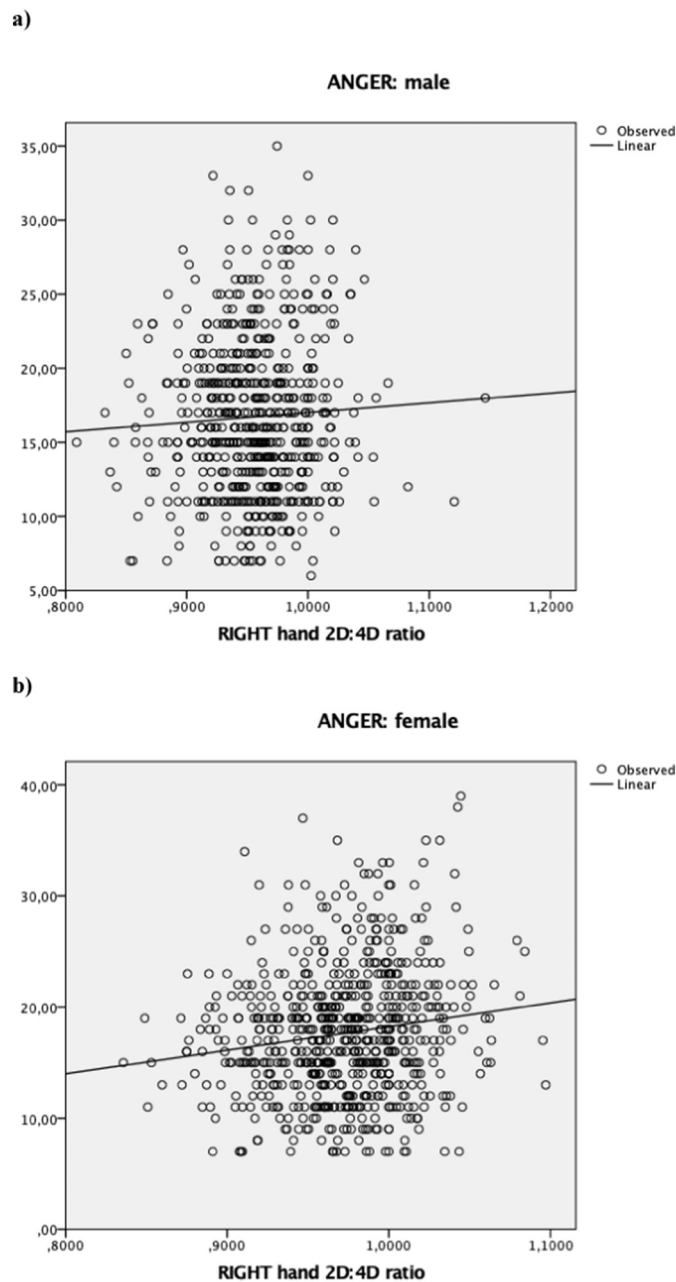 a)
ANGER: male
Observed
Linear
35,00
30,00
25,00
20,00
15,00
10,00
5,00
,8000 ,9000 1,0000 1,1000 1,2000
RIGHT hand 2D:4D ratio
b)
ANGER: female
Observed
Linear
40,00
30,00
20,00
10,00
,00
,8000 ,9000 1,0000 1,1000
RIGHT hand 2D:4D ratio